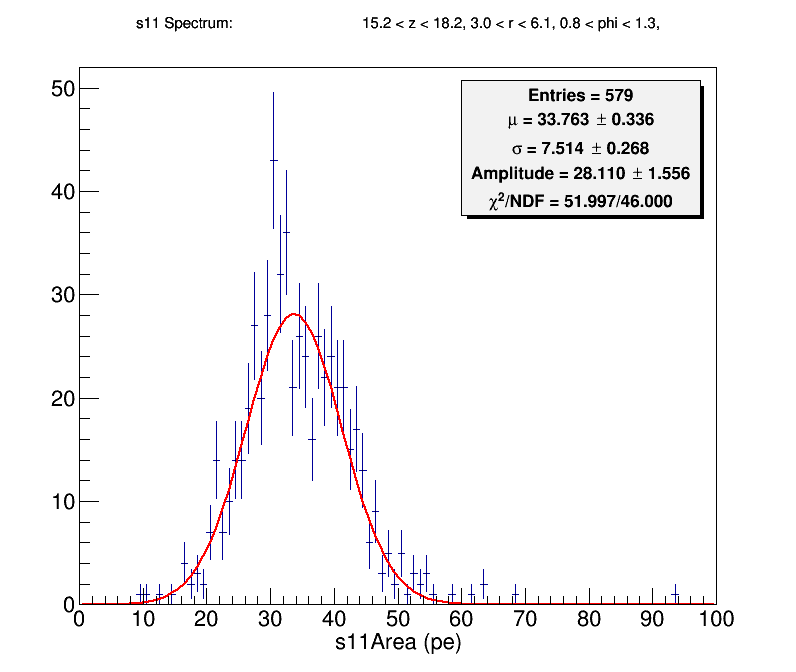 s11 Spectrum: 15.2 < z < 18.2, 3.0 < r < 6.1, 0.8 < phi < 1.3,
Entries = 579
μ = 33.763 ± 0.336
σ = 7.514 ± 0.268
Amplitude = 28.110 ± 1.556
χ²/NDF = 51.997/46.000
50
40
30
20
10
0
0 10 20 30 40 50 60 70 80 90 100
s11Area (pe)